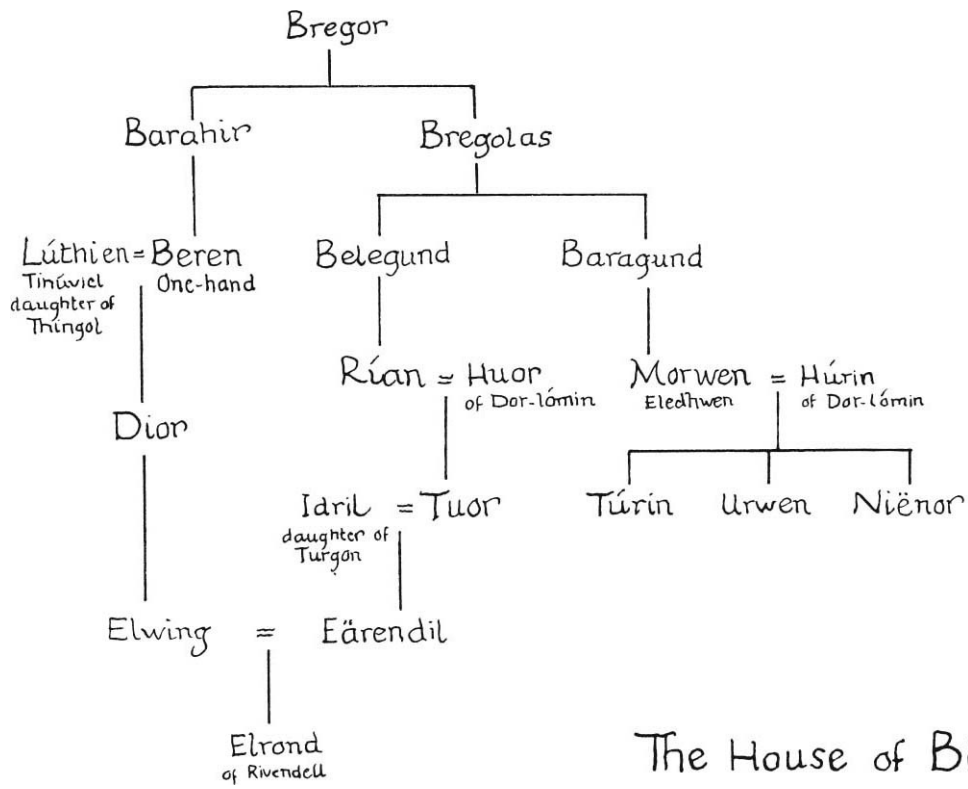 Bregor
Barahir Bregolas
Lúthien = Beren Belegund Baragund
Tinúviel One-hand
daughter of
Thingol
Rían = Huor Morwen = Húrin
of Dor-lómin Eledhwen of Dor-lómin
Dior
Idril = Tuor Túrin Urwen Niënor
daughter of
Turgon
Elwing = Eärendil
Elrond
of Rivendell
The House of